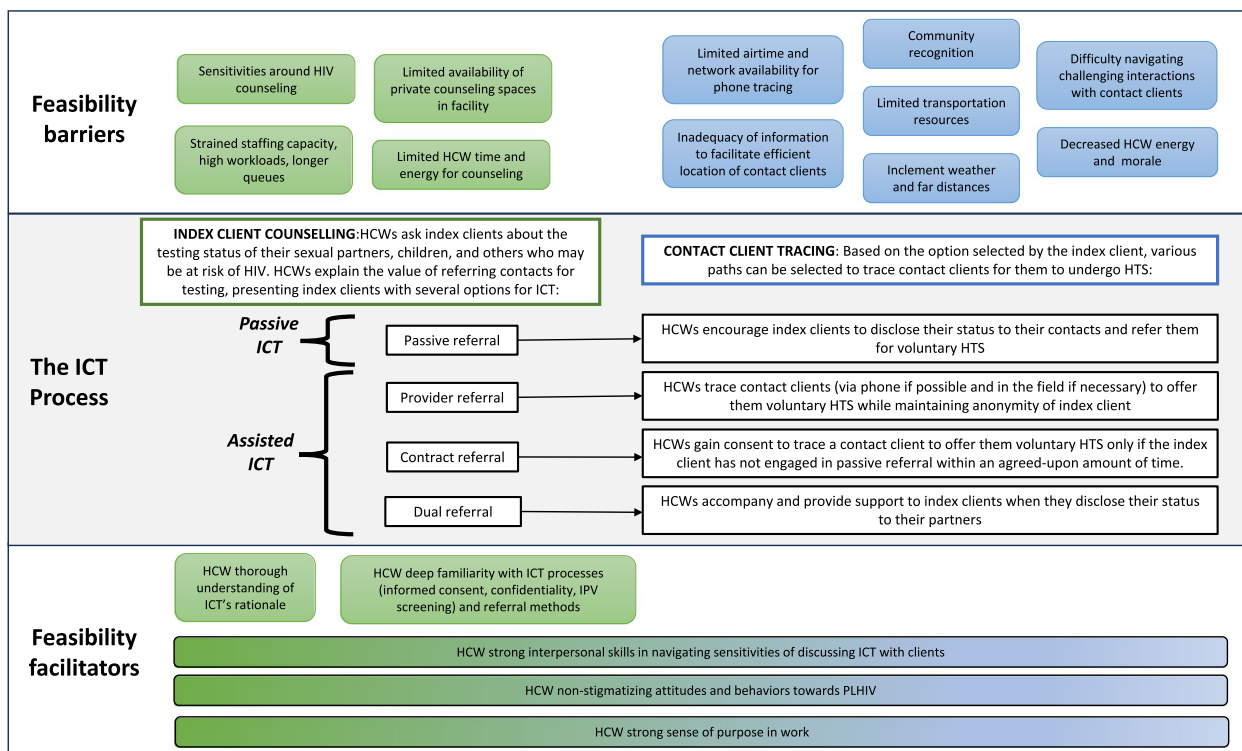 Feasibility
barriers
Sensitivities around HIV
counseling
Limited availability of
private counseling spaces
in facility
Strained staffing capacity,
high workloads, longer
queues
Limited HCW time and
energy for counseling
Limited airtime and
network availability for
phone tracing
Community
recognition
Difficulty navigating
challenging interactions
with contact clients
Limited transportation
resources
Inadequacy of information
to facilitate efficient
location of contact clients
Decreased HCW energy
and morale
Inclement weather
and far distances
The ICT
Process
INDEX CLIENT COUNSELLING:HCWs ask index clients about the
testing status of their sexual partners, children, and others who may
be at risk of HIV. HCWs explain the value of referring contacts for
testing, presenting index clients with several options for ICT:
CONTACT CLIENT TRACING: Based on the option selected by the index client, various
paths can be selected to trace contact clients for them to undergo HTS:
Passive
ICT
Passive referral
HCWs encourage index clients to disclose their status to their contacts and refer them
for voluntary HTS
Assisted
ICT
Provider referral
HCWs trace contact clients (via phone if possible and in the field if necessary) to offer
them voluntary HTS while maintaining anonymity of index client
Contract referral
HCWs gain consent to trace a contact client to offer them voluntary HTS only if the index
client has not engaged in passive referral within an agreed-upon amount of time.
Dual referral
HCWs accompany and provide support to index clients when they disclose their status
to their partners
Feasibility
facilitators
HCW thorough
understanding of
ICT's rationale
HCW deep familiarity with ICT processes
(informed consent, confidentiality, IPV
screening) and referral methods
HCW strong interpersonal skills in navigating sensitivities of discussing ICT with clients
HCW non-stigmatizing attitudes and behaviors towards PLHIV
HCW strong sense of purpose in work